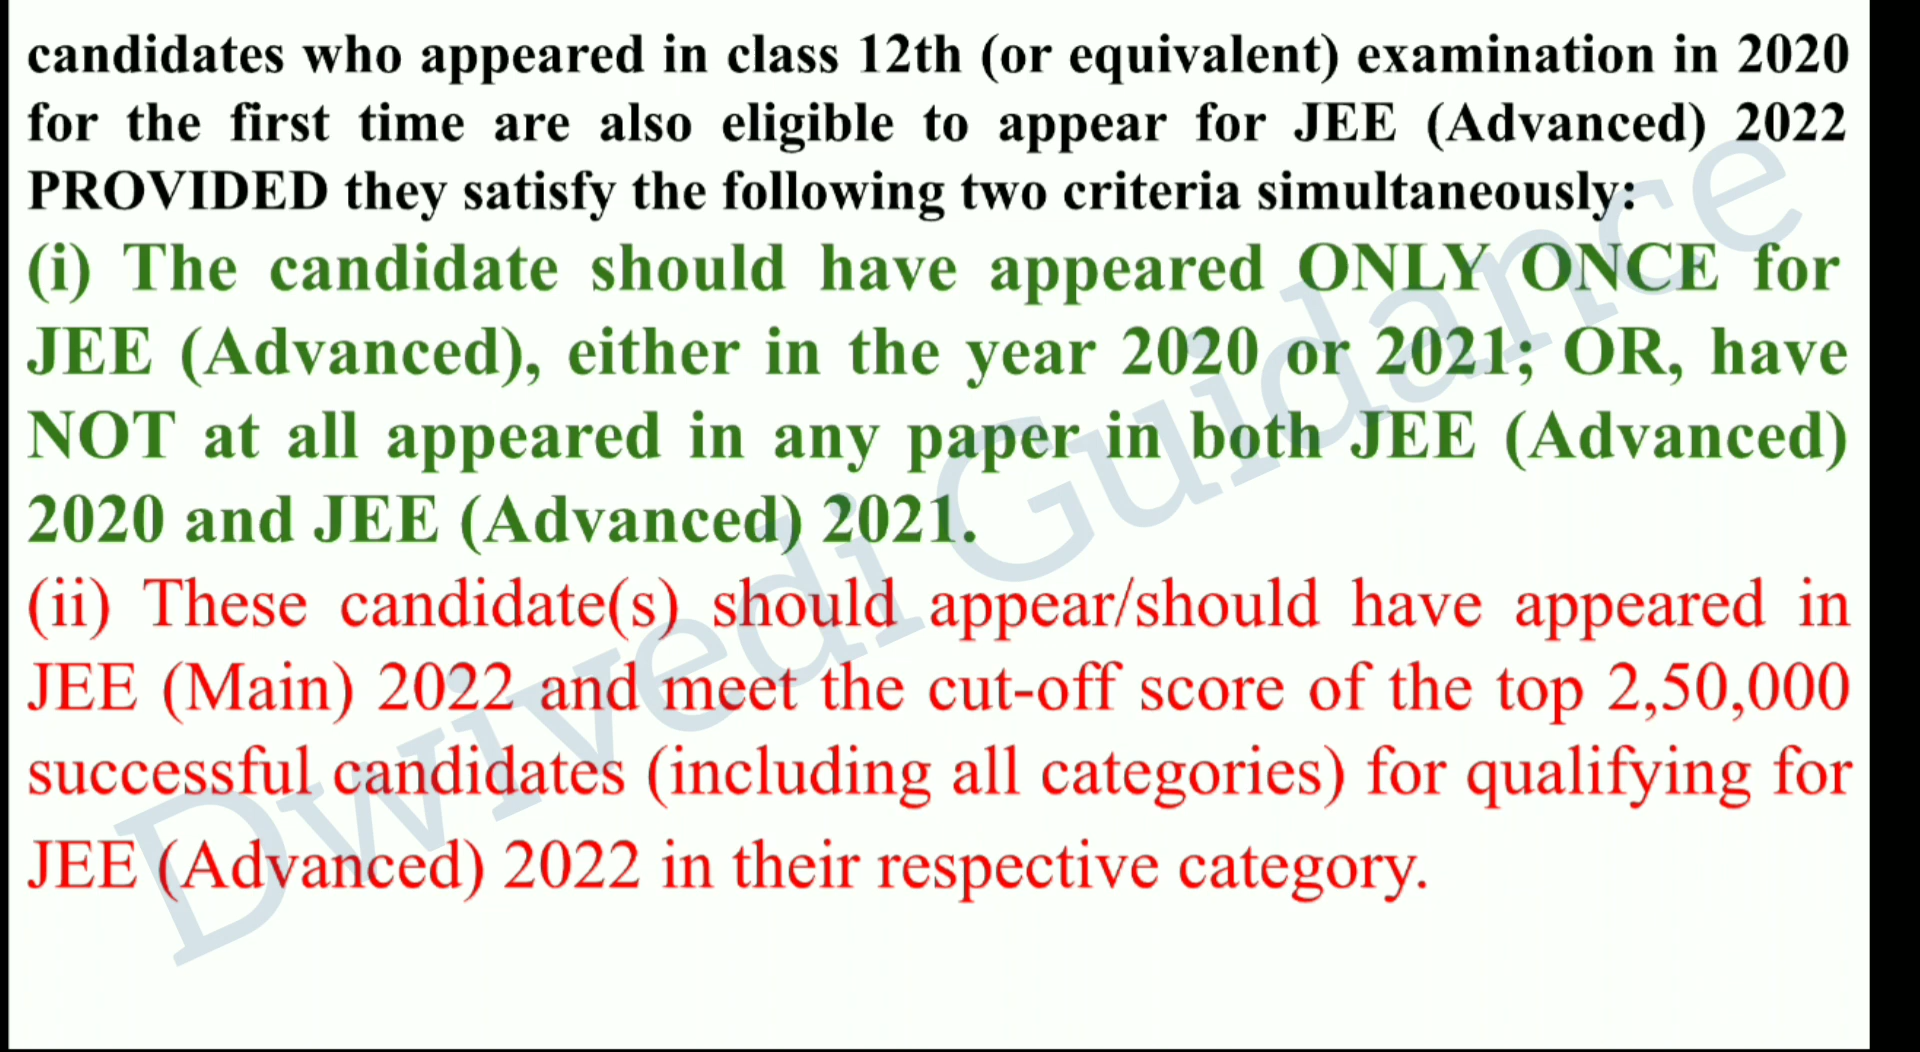 candidates who appeared in class 12th (or equivalent) examination in 2020
for the first time are also eligible to appear for JEE (Advanced) 2022
PROVIDED they satisfy the following two criteria simultaneously:
(i) The candidate should have appeared ONLY ONCE for
JEE (Advanced), either in the year 2020 or 2021; OR, have
NOT at all appeared in any paper in both JEE (Advanced)
2020 and JEE (Advanced) 2021.
(ii) These candidate(s) should appear/should have appeared in
JEE (Main) 2022 and meet the cut-off score of the top 2,50,000
successful candidates (including all categories) for qualifying for
JEE (Advanced) 2022 in their respective category.
Dwivedi Guidance